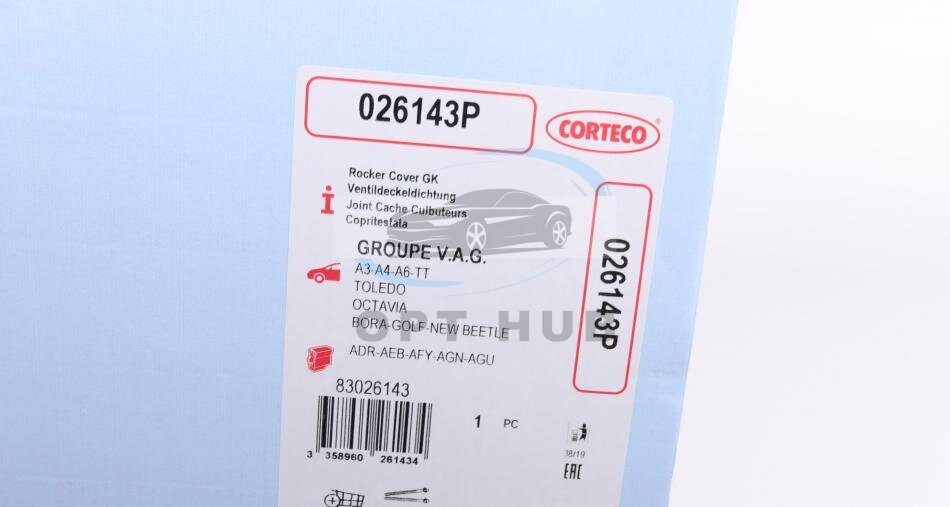 026143P
CORTECO
Rocker Cover GK
Ventildeckeldichtung
Joint Cache Culbuteurs
Copritestata
GROUPE V.A.G.
A3-A4-A6-TT
TOLEDO
OCTAVIA
BORA-GOLF-NEW BEETLE
OPT HUB
ADR-AEB-AFY-AGN-AGU
026143P
83026143
1 PC
3 358960 261434
38/19
EAC